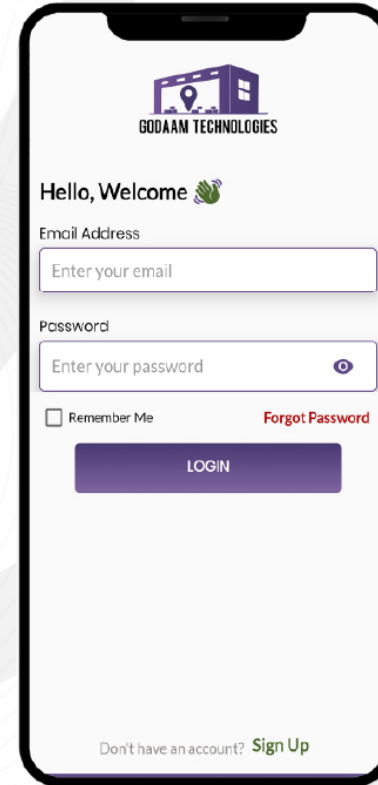 GODAAM TECHNOLOGIES
Hello, Welcome 👋
Email Address
Enter your email
Password
Enter your password
Remember Me Forgot Password
LOGIN
Don't have an account? Sign Up